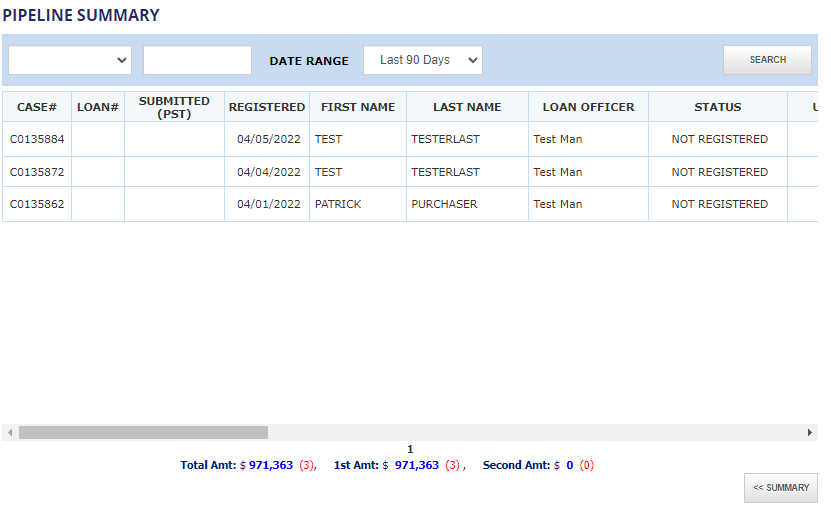 PIPELINE SUMMARY
DATE RANGE Last 90 Days SEARCH
CASE# LOAN# SUBMITTED (PST) REGISTERED FIRST NAME LAST NAME LOAN OFFICER STATUS U
C0135884 04/05/2022 TEST TESTERLAST Test Man NOT REGISTERED
C0135872 04/04/2022 TEST TESTERLAST Test Man NOT REGISTERED
C0135862 04/01/2022 PATRICK PURCHASER Test Man NOT REGISTERED
1
Total Amt: $ 971,363 (3), 1st Amt: $ 971,363 (3) , Second Amt: $ 0 (0)
<< SUMMARY